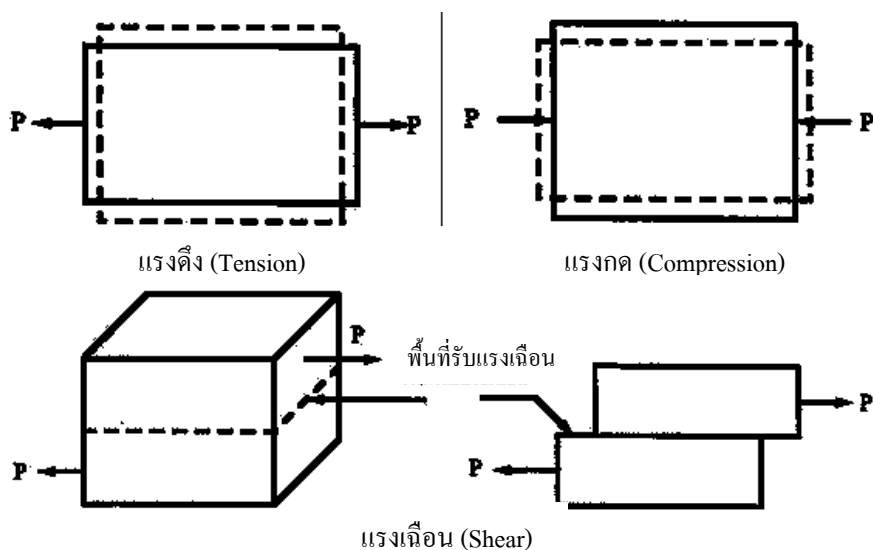 P P P P
แรงดึง (Tension) แรงกด (Compression)
P พื้นที่รับแรงเฉือน
P
P P
แรงเฉือน (Shear)